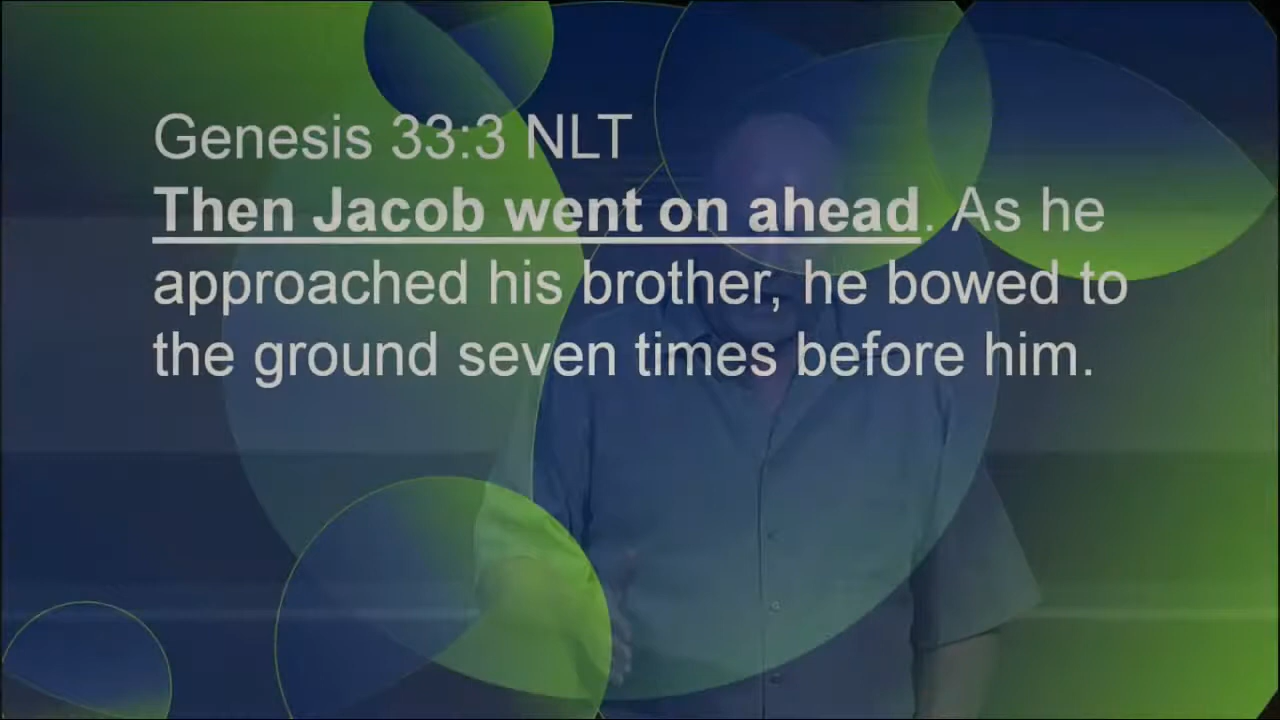 Genesis 33:3 NLT
Then Jacob went on ahead. As he
approached his brother, he bowed to
the ground seven times before him.